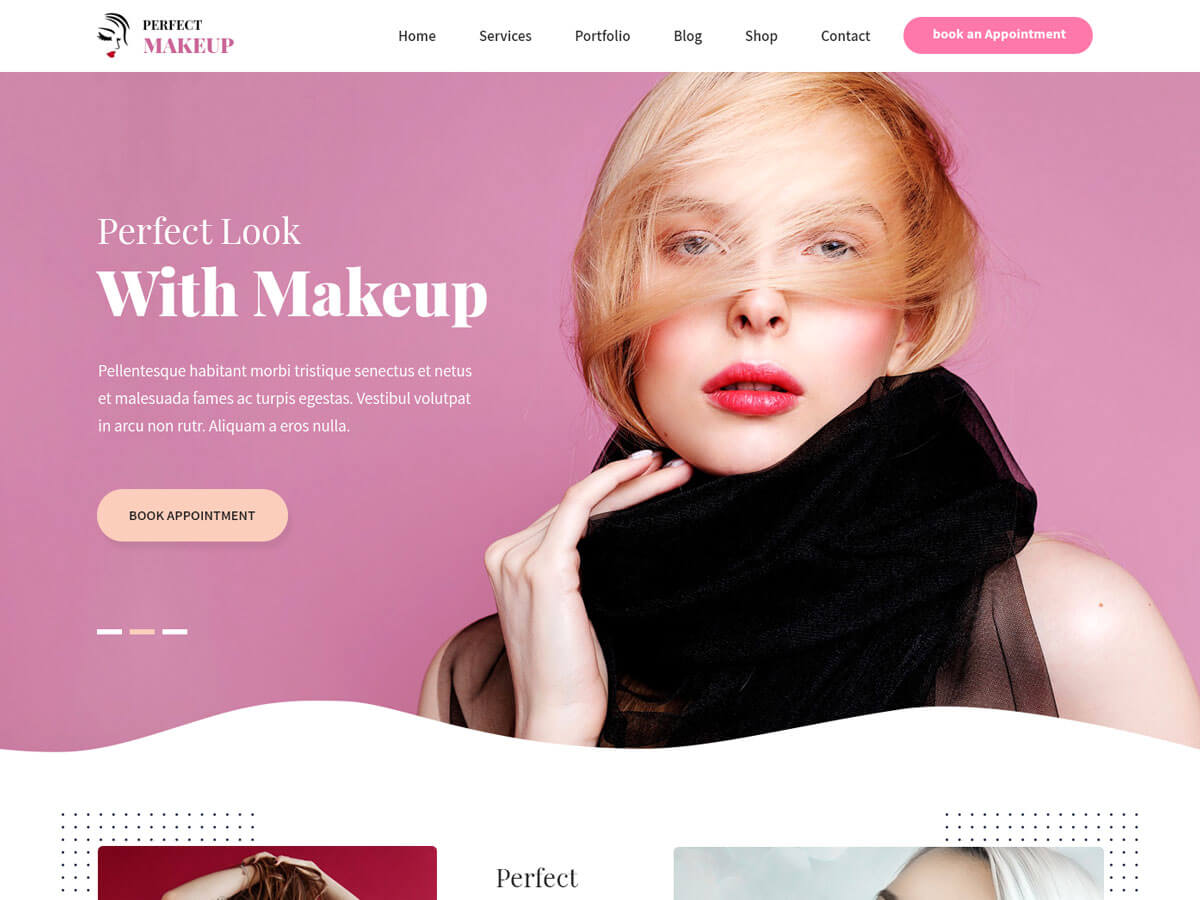 PERFECT
MAKEUP
Home Services Portfolio Blog Shop Contact book an Appointment
Perfect Look
With Makeup
Pellentesque habitant morbi tristique senectus et netus
et malesuada fames ac turpis egestas. Vestibul volutpat
in arcu non rutr. Aliquam a eros nulla.
BOOK APPOINTMENT
Perfect